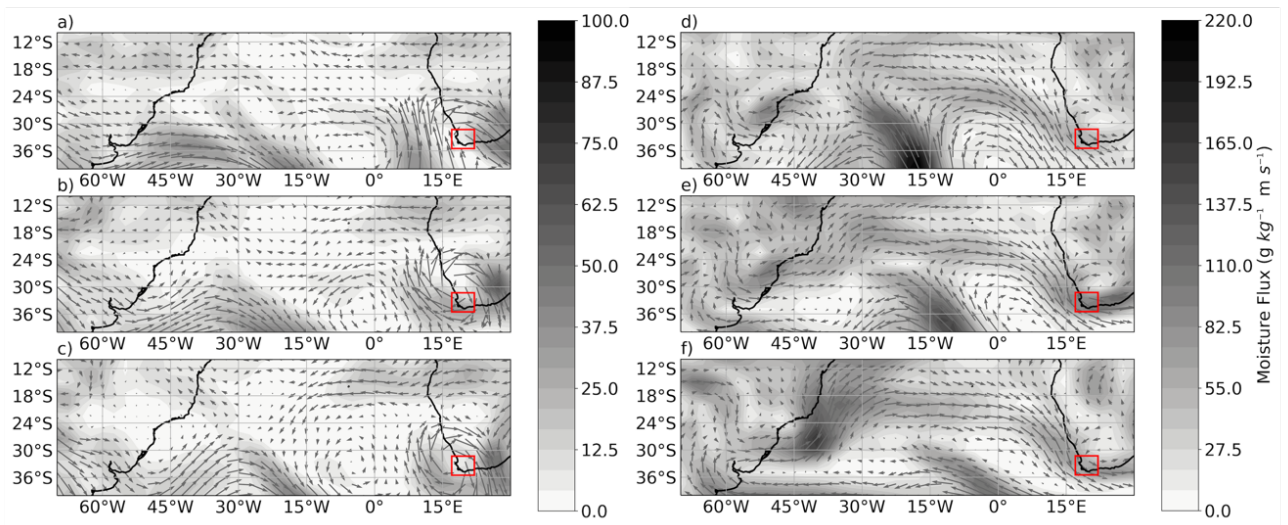 a)
12°S
18°S
24°S
30°S
36°S
60°W 45°W 30°W 15°W 0° 15°E
b)
12°S
18°S
24°S
30°S
36°S
60°W 45°W 30°W 15°W 0° 15°E
c)
12°S
18°S
24°S
30°S
36°S
60°W 45°W 30°W 15°W 0° 15°E
100.0
87.5
75.0
62.5
50.0
37.5
25.0
12.5
0.0
d)
12°S
18°S
24°S
30°S
36°S
60°W 45°W 30°W 15°W 0° 15°E
e)
12°S
18°S
24°S
30°S
36°S
60°W 45°W 30°W 15°W 0° 15°E
f)
12°S
18°S
24°S
30°S
36°S
60°W 45°W 30°W 15°W 0° 15°E
220.0
192.5
165.0
137.5
110.0
82.5
55.0
27.5
0.0
Moisture Flux (g kg⁻¹ m s⁻¹)